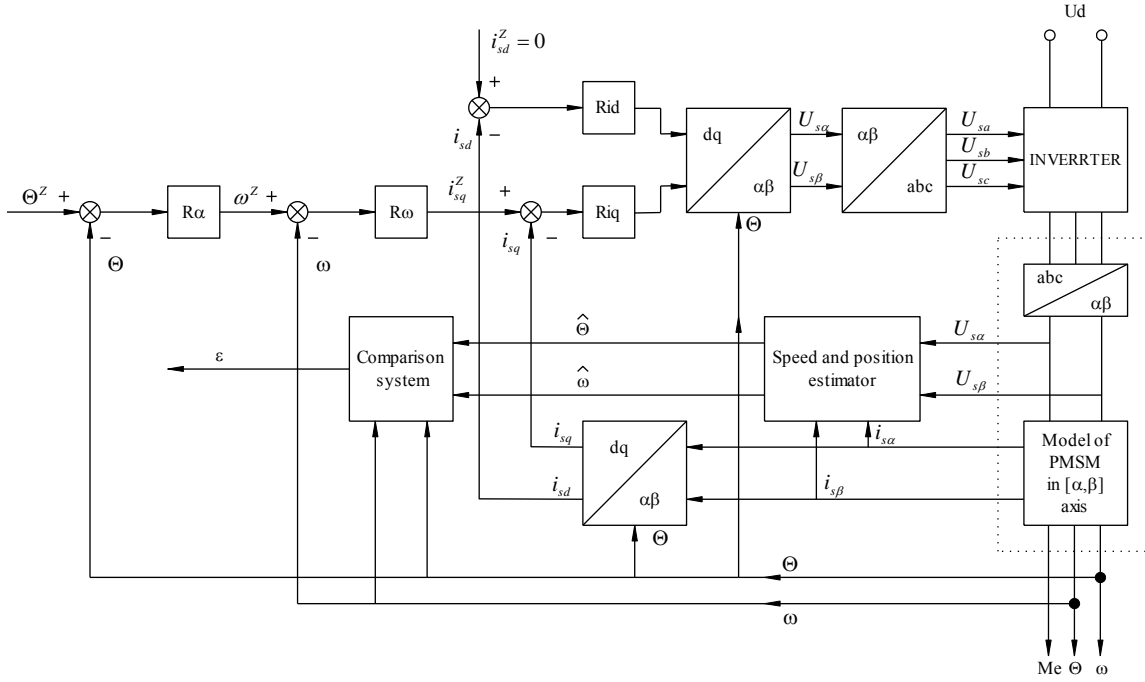 Ud
i_sd^Z = 0
+
−
i_sd
Rid
dq
αβ
U_sα
U_sβ
αβ
abc
U_sa
U_sb
U_sc
INVERRTER
Θ^Z +
−
Θ
Rα
ω^Z +
−
ω
Rω
i_sq^Z
+
−
i_sq
Riq
Θ
abc
αβ
ε
Comparison
system
Θ̂
ω̂
Speed and position
estimator
U_sα
U_sβ
i_sq
i_sd
dq
αβ
Θ
i_sα
i_sβ
Model of
PMSM
in [α,β]
axis
Θ
ω
Me Θ ω